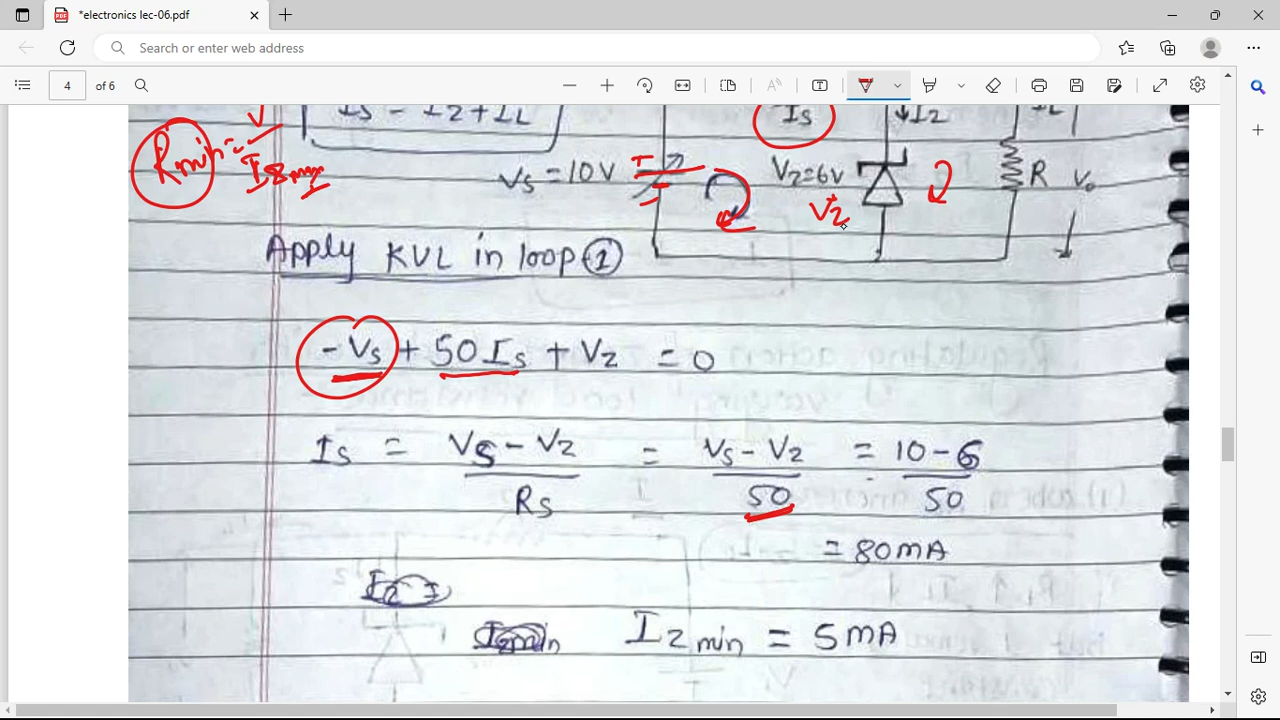 *electronics lec-06.pdf
Search or enter web address
4 of 6
Is - Iz + IL
Is
↓Iz
IL
Rmin = V
Vs = 10V
Vz=6V
Vz
R
Vo
Apply KVL in loop ①
- Vs + 50 Is + Vz = 0
Is = Vs - Vz / Rs = Vs - Vz / 50 = 10 - 6 / 50
= 80mA
Iz min = 5mA